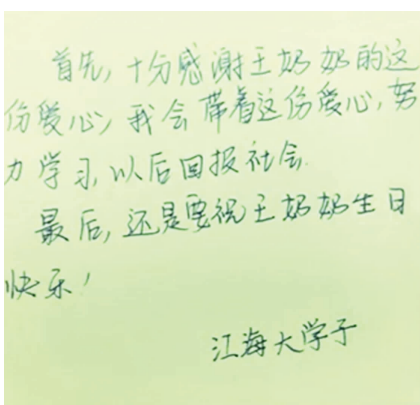 首先,十分感谢王奶奶的这
份爱心,我会带着这份爱心,努
力学习,以后回报社会.
最后,还是要祝王奶奶生日
快乐!
江海大学子